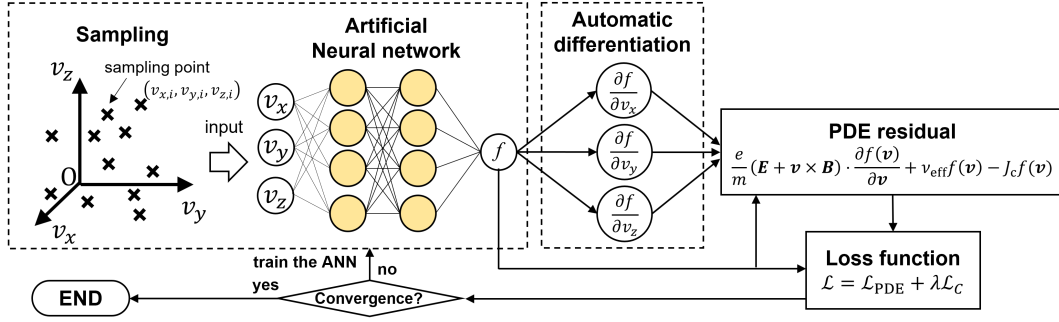 Sampling
v_z
sampling point
(v_{x,i}, v_{y,i}, v_{z,i})
O
v_y
v_x
input
Artificial
Neural network
v_x
v_y
v_z
f
Automatic
differentiation
∂f/∂v_x
∂f/∂v_y
∂f/∂v_z
PDE residual
e/m (E + v × B) · ∂f(v)/∂v + ν_eff f(v) − J_c f(v)
Loss function
ℒ = ℒ_PDE + λℒ_C
train the ANN
no
yes
Convergence?
END